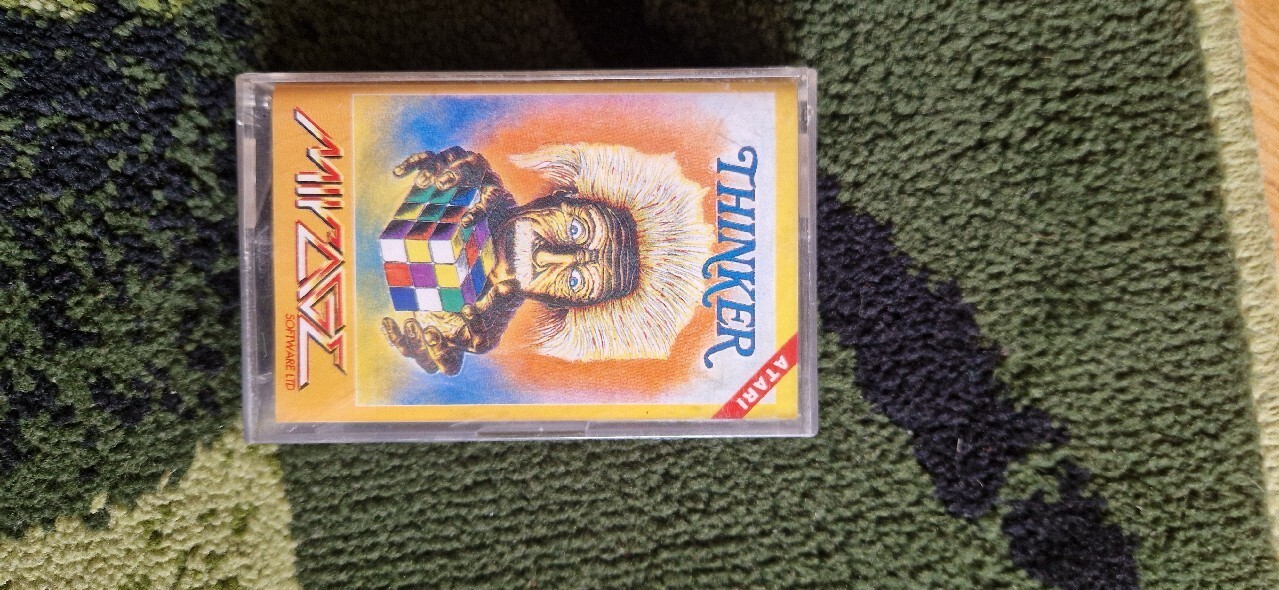 THINKER
ATARI
MIRAGE
SOFTWARE LTD